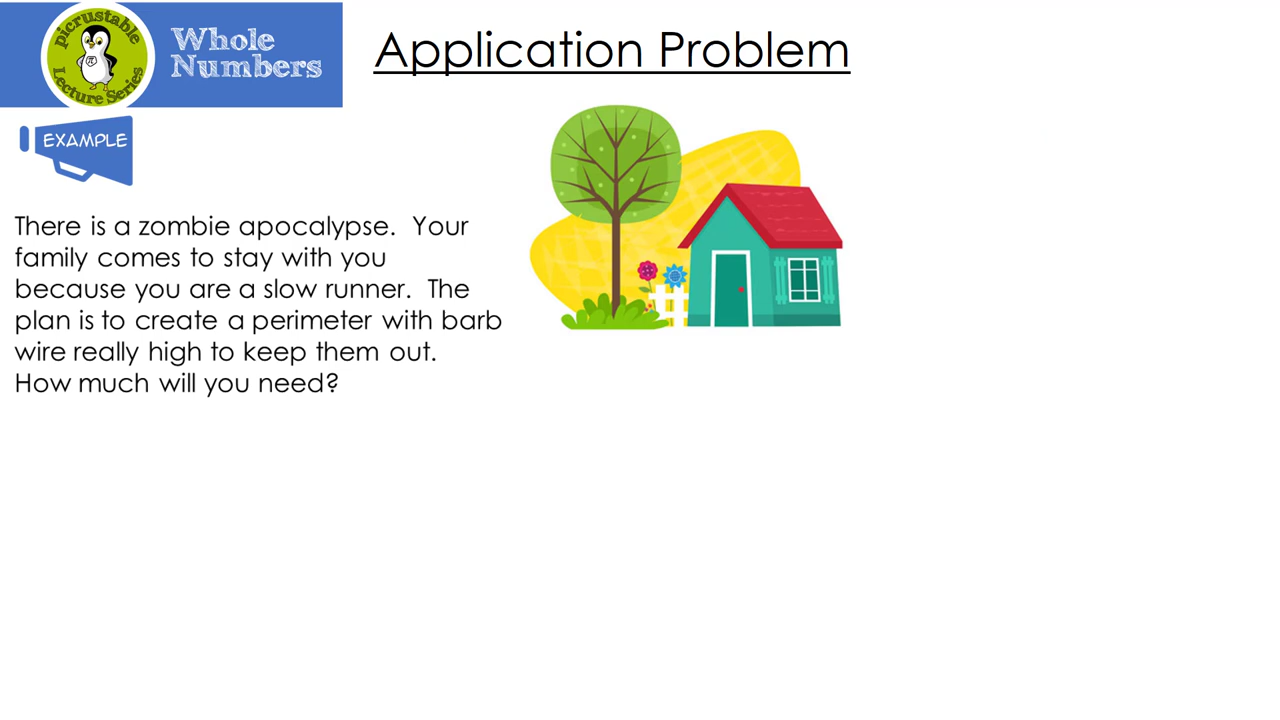 picrustable
Lecture Series
π
Whole
Numbers
Application Problem
EXAMPLE
There is a zombie apocalypse.  Your
family comes to stay with you
because you are a slow runner.  The
plan is to create a perimeter with barb
wire really high to keep them out.
How much will you need?